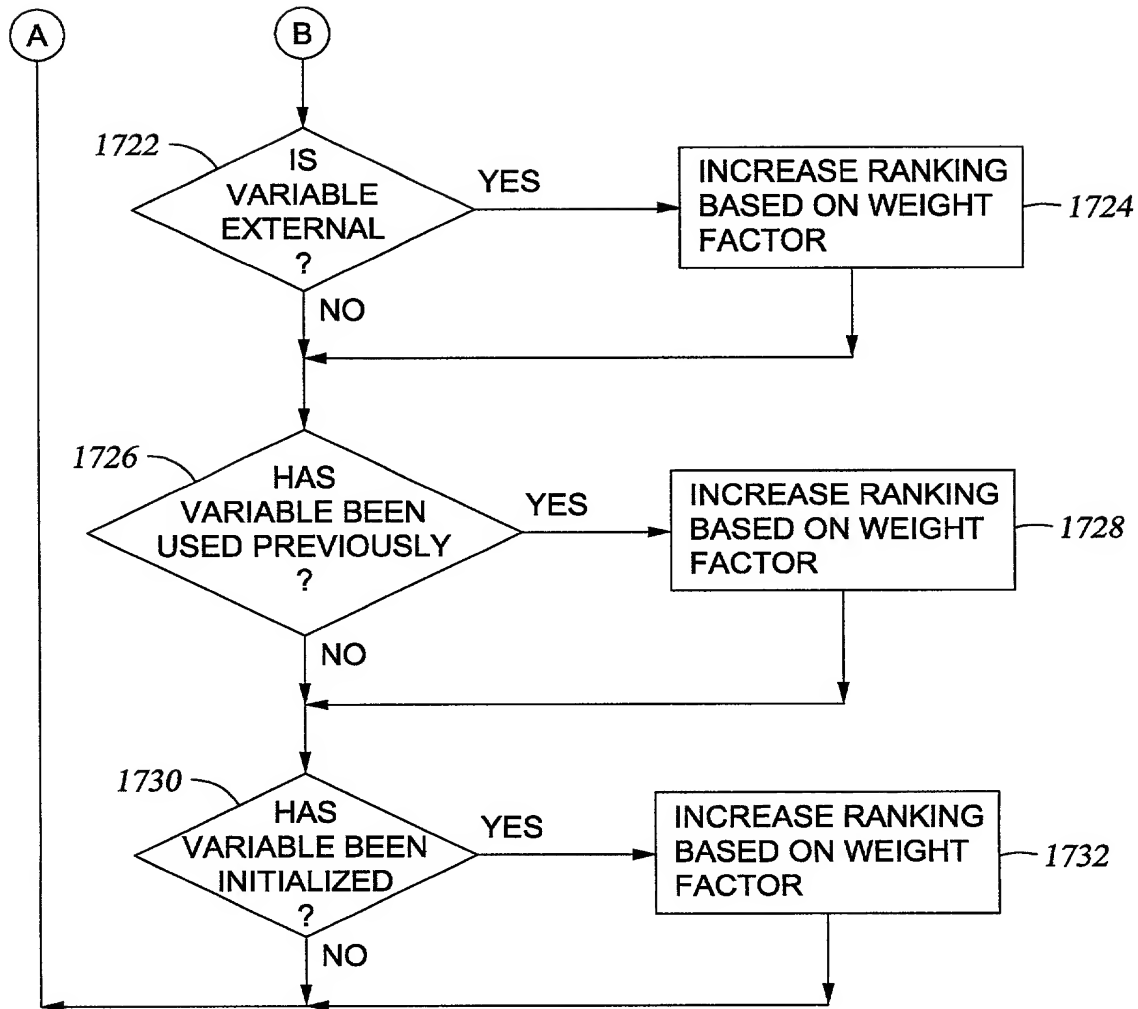 A
B
1722
IS
VARIABLE
EXTERNAL
?
YES
INCREASE RANKING
BASED ON WEIGHT
FACTOR
1724
NO
1726
HAS
VARIABLE BEEN
USED PREVIOUSLY
?
YES
INCREASE RANKING
BASED ON WEIGHT
FACTOR
1728
NO
1730
HAS
VARIABLE BEEN
INITIALIZED
?
YES
INCREASE RANKING
BASED ON WEIGHT
FACTOR
1732
NO